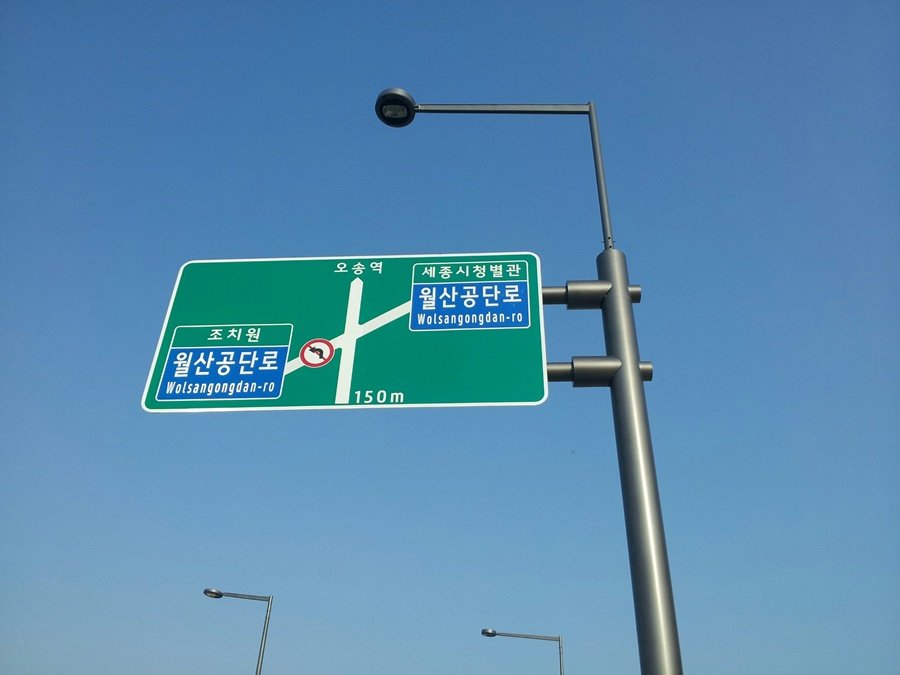 오송역
세종시청별관
월산공단로
Wolsangongdan-ro
조치원
월산공단로
Wolsangongdan-ro
150m